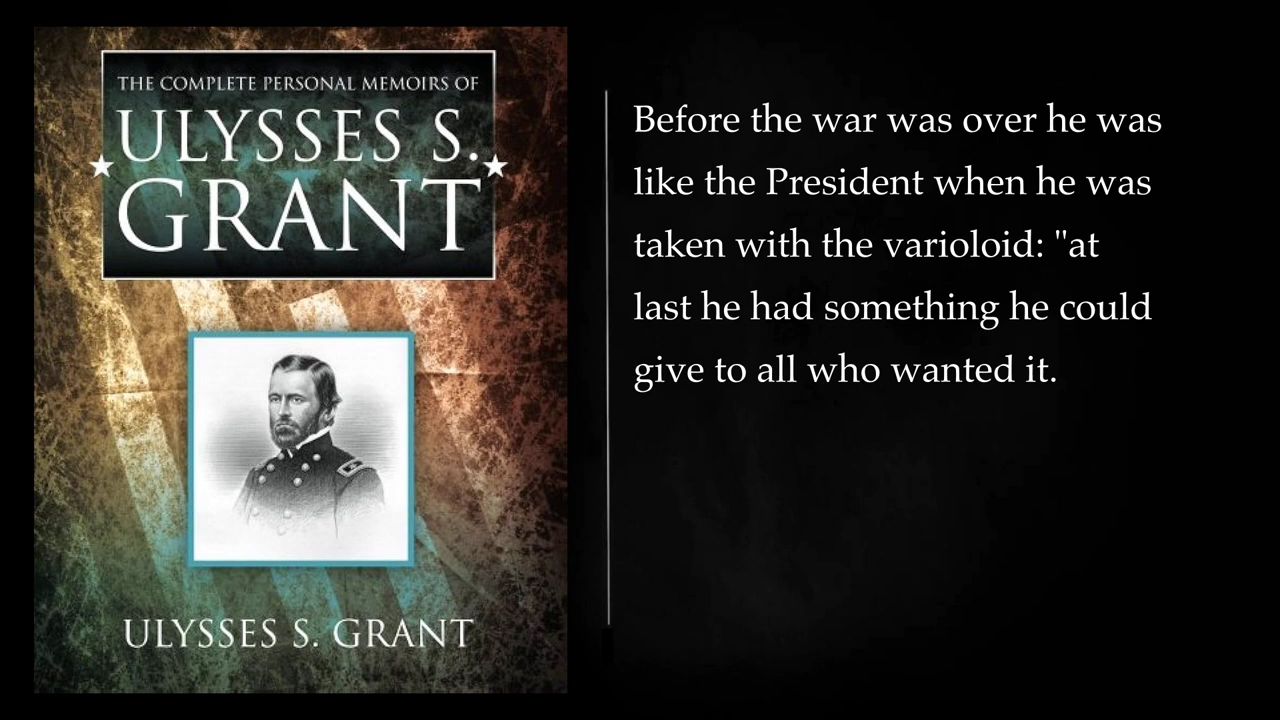 THE COMPLETE PERSONAL MEMOIRS OF
ULYSSES S.
GRANT
ULYSSES S. GRANT
Before the war was over he was
like the President when he was
taken with the varioloid: "at
last he had something he could
give to all who wanted it.